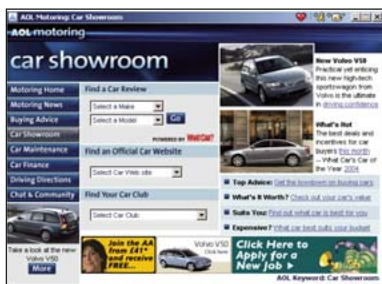 AOL Motoring: Car Showroom
AOL motoring
car showroom
Motoring Home
Motoring News
Buying Advice
Car Showroom
Car Maintenance
Car Finance
Driving Directions
Chat & Community
Take a look at the new
Volvo V50
More
Find a Car Review
Select a Make
Select a Model
Go
POWERED BY What Car?
Find an Official Car Website
Select Car Web site
Find Your Car Club
Select Car Club
New Volvo V50
Practical yet enticing
this new high-tech
sportswagon from
Volvo is the ultimate
in driving confidence
What's Hot
The best deals and
incentives for car
buyers this month
-- What Car's Car of
the Year 2004
Top Advice: Get the lowdown on buying cars
What's It Worth? Check out your car's value
Suits You: Find out what car is best for you
Expensive? What car best suits your budget
Join the AA
from £41*
and receive
FREE...
Volvo V50
Click here
Click Here to
Apply for a
New Job
AOL Keyword: Car Showroom